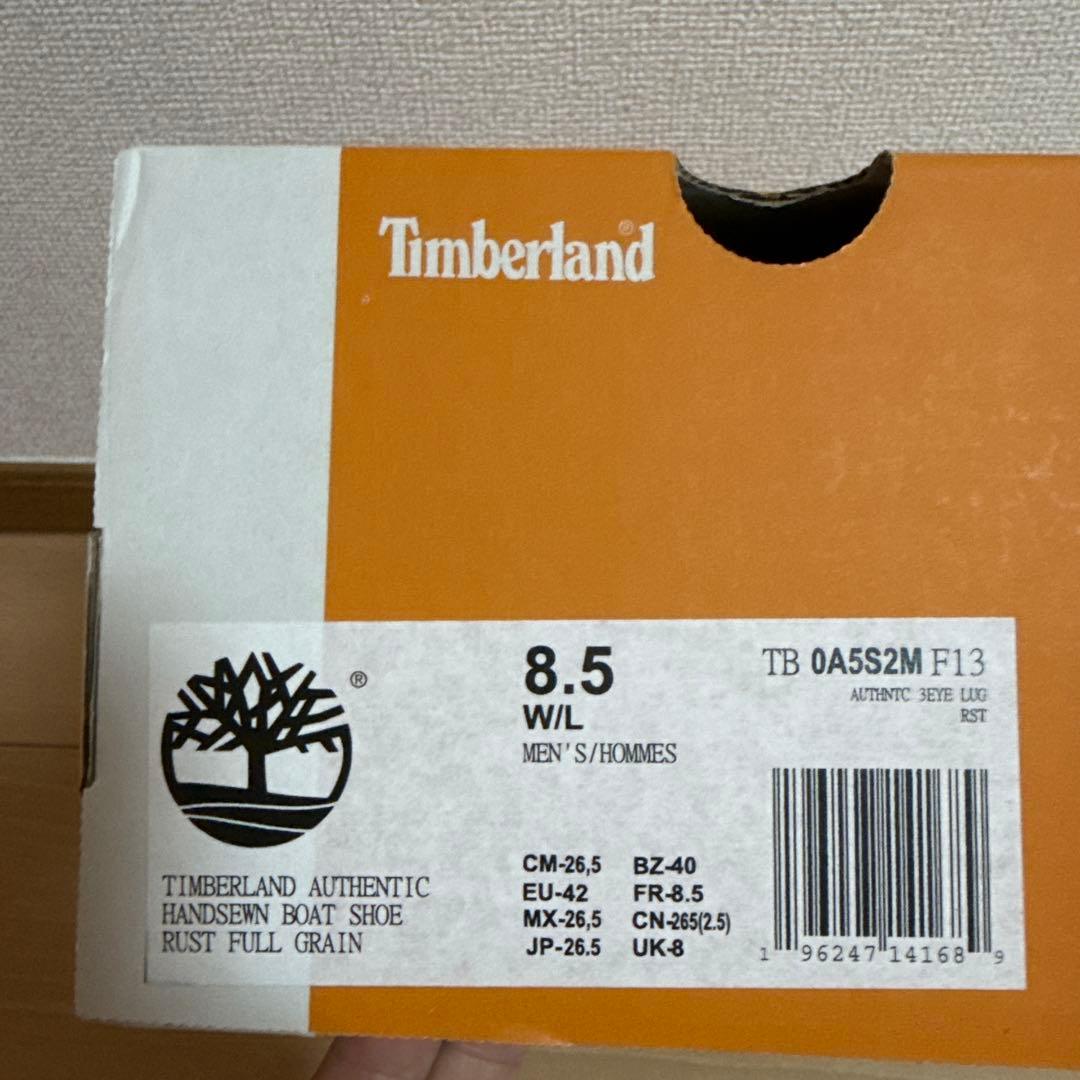 Timberland®
®
8.5
W/L
MEN'S/HOMMES
TB 0A5S2M F13
AUTHNTC 3EYE LUG
RST
TIMBERLAND AUTHENTIC
HANDSEWN BOAT SHOE
RUST FULL GRAIN
CM-26,5 BZ-40
EU-42 FR-8.5
MX-26,5 CN-265(2.5)
JP-26.5 UK-8
1 96247 14168 9